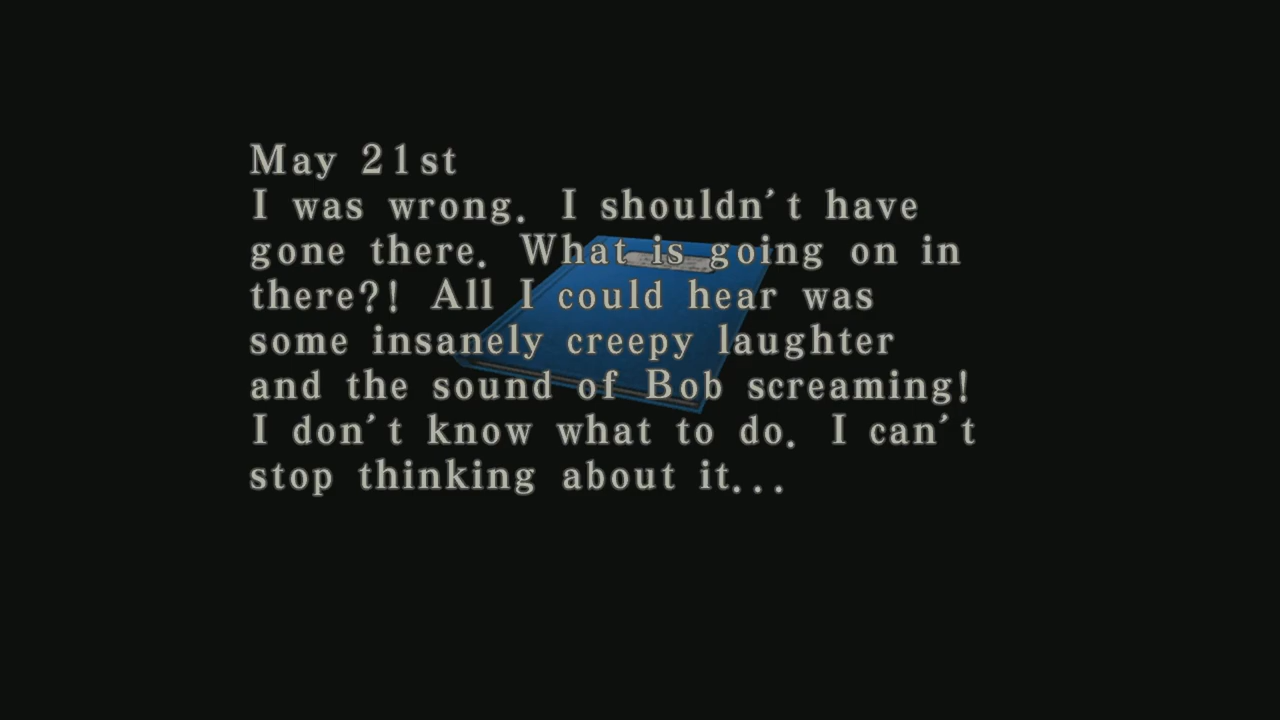 May 21st
I was wrong. I shouldn't have
gone there. What is going on in
there?! All I could hear was
some insanely creepy laughter
and the sound of Bob screaming!
I don't know what to do. I can't
stop thinking about it...